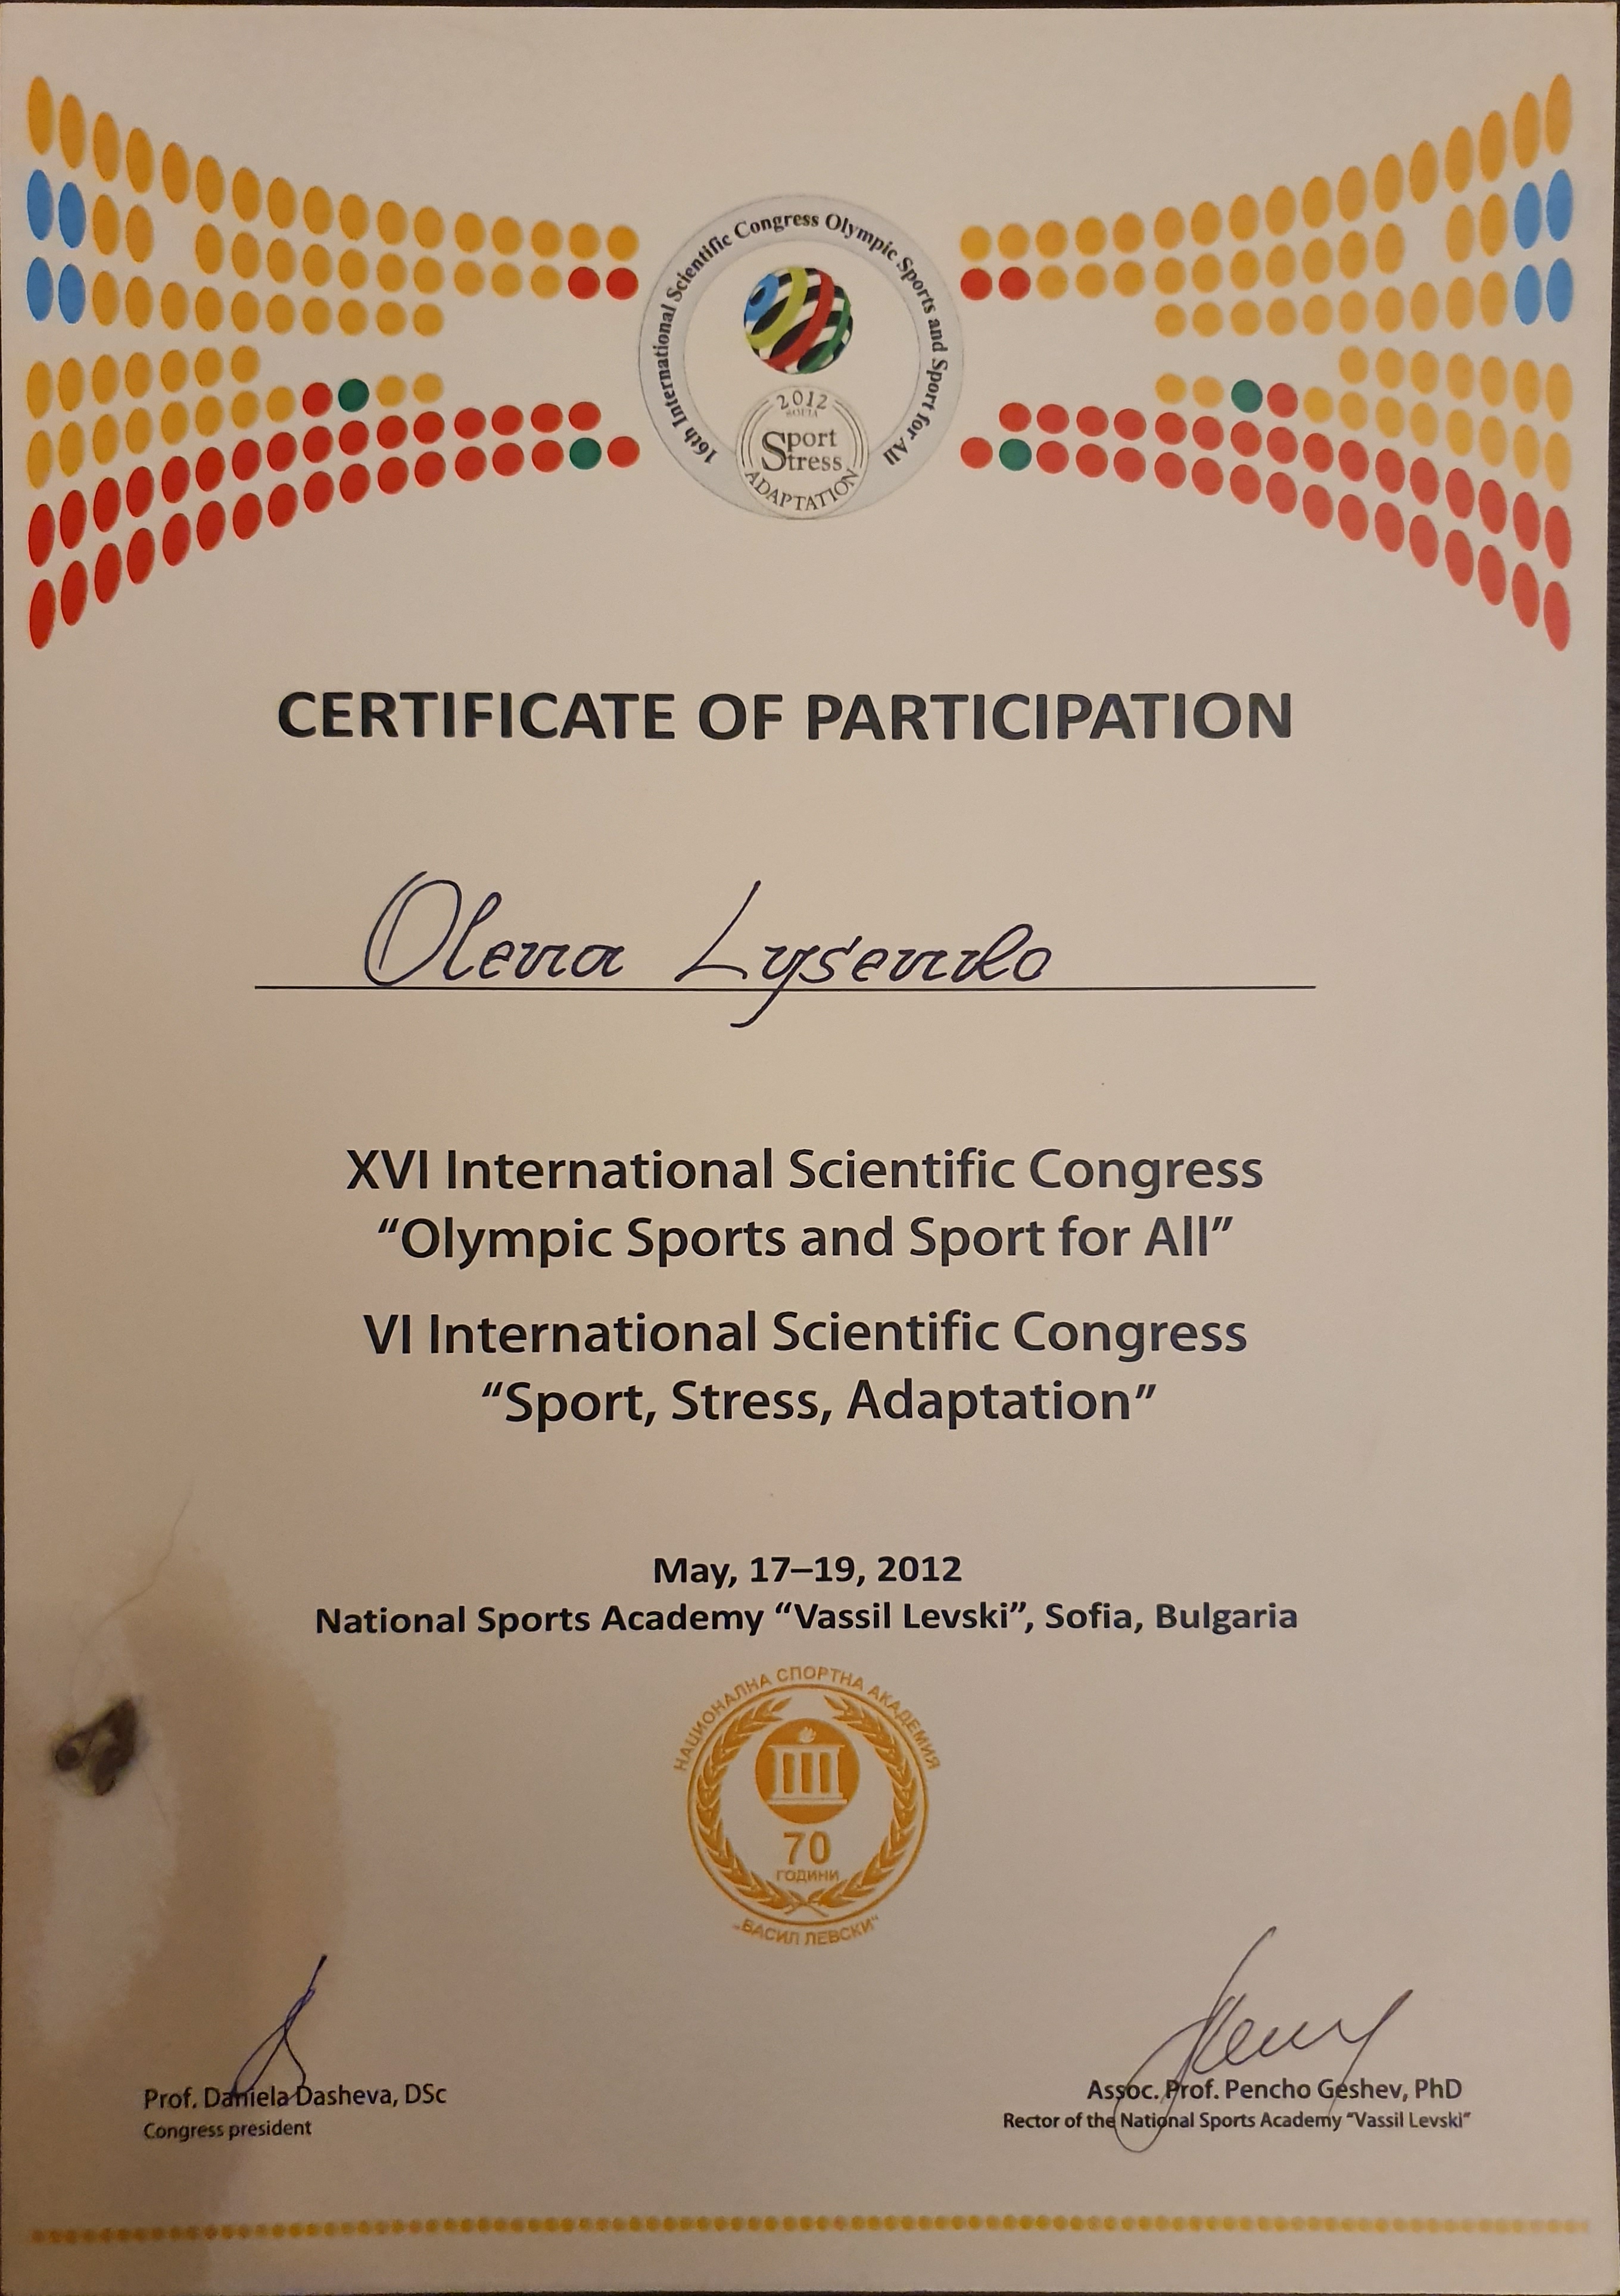 16th International Scientific Congress Olympic Sports and Sport for All
2012
SOFIA
Sport
Stress
ADAPTATION
CERTIFICATE OF PARTICIPATION
Olena Lysenko
XVI International Scientific Congress
“Olympic Sports and Sport for All”
VI International Scientific Congress
“Sport, Stress, Adaptation”
May, 17–19, 2012
National Sports Academy “Vassil Levski”, Sofia, Bulgaria
НАЦИОНАЛНА СПОРТНА АКАДЕМИЯ
70
ГОДИНИ
„ВАСИЛ ЛЕВСКИ“
Prof. Daniela Dasheva, DSc
Congress president
Assoc. Prof. Pencho Geshev, PhD
Rector of the National Sports Academy “Vassil Levski”